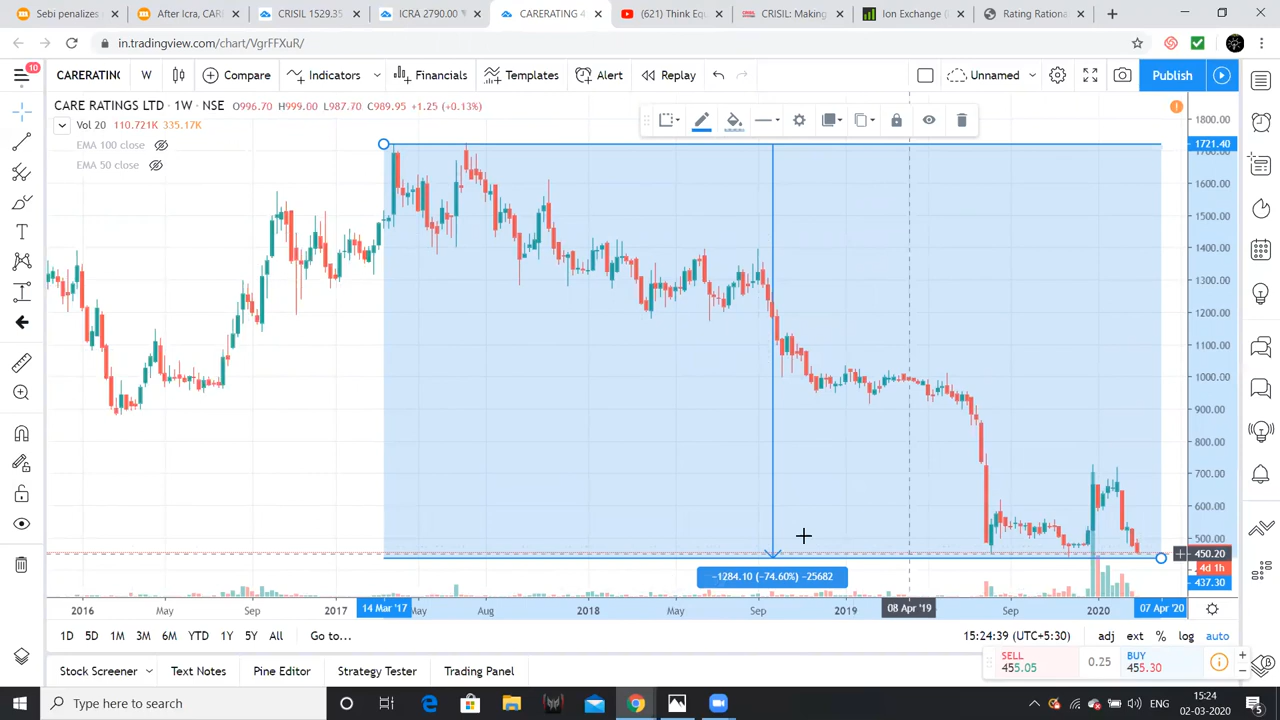 Sebi penalizes
After Icra, CARE
CRISIL 1529.35
ICRA 2790.0
CARERATING 4
(621) Think Equ
CRISIL: Making
Ion Exchange (
Rating Rationa
in.tradingview.com/chart/VgrFFXuR/
10
CARERATING
W
Compare
Indicators
Financials
Templates
Alert
Replay
Unnamed
Publish
CARE RATINGS LTD · 1W · NSE O996.70 H999.00 L987.70 C989.95 +1.25 (+0.13%)
Vol 20 110.721K 335.17K
EMA 100 close
EMA 50 close
1800.00
1721.40
1700.00
1600.00
1500.00
1400.00
1300.00
1200.00
1100.00
1000.00
900.00
800.00
700.00
600.00
500.00
450.20
4d 1h
437.30
−1284.10 (−74.60%) −25682
2016
May
Sep
2017
14 Mar '17
May
Aug
2018
May
Sep
2019
08 Apr '19
Sep
2020
07 Apr '20
1D 5D 1M 3M 6M YTD 1Y 5Y All Go to...
15:24:39 (UTC+5:30) adj ext % log auto
SELL
455.05
0.25
BUY
455.30
Stock Screener
Text Notes
Pine Editor
Strategy Tester
Trading Panel
Type here to search
ENG
15:24
02-03-2020
5